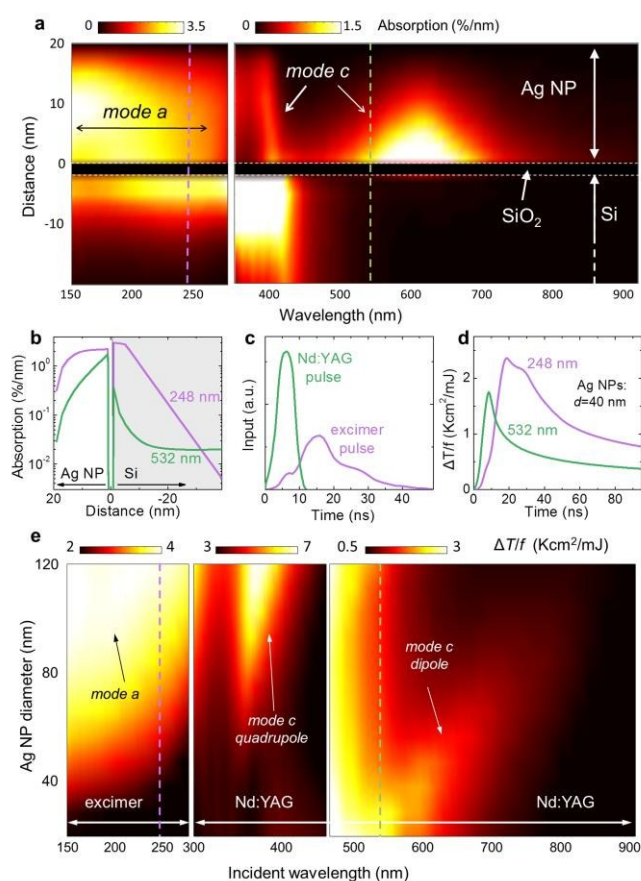 a
0 3.5 0 1.5 Absorption (%/nm)
20
10
0
-10
Distance (nm)
mode a
mode c
Ag NP
SiO2
Si
150 200 250 400 500 600 700 800 900
Wavelength (nm)
b
Nd:YAG
pulse
excimer
pulse
c
d
10⁰
10⁻¹
10⁻²
Absorption (%/nm)
248 nm
532 nm
Ag NP
Si
20 0 -20
Distance (nm)
Input (a.u.)
0 10 20 30 40
Time (ns)
ΔT/f (Kcm²/mJ)
2
1
0
248 nm
Ag NPs:
d=40 nm
532 nm
0 20 40 60 80
Time (ns)
e
2 4 3 7 0.5 3 ΔT/f (Kcm²/mJ)
120
80
40
Ag NP diameter (nm)
mode a
mode c
quadrupole
mode c
dipole
excimer
Nd:YAG
Nd:YAG
150 200 250 300 400 500 600 700 800 900
Incident wavelength (nm)